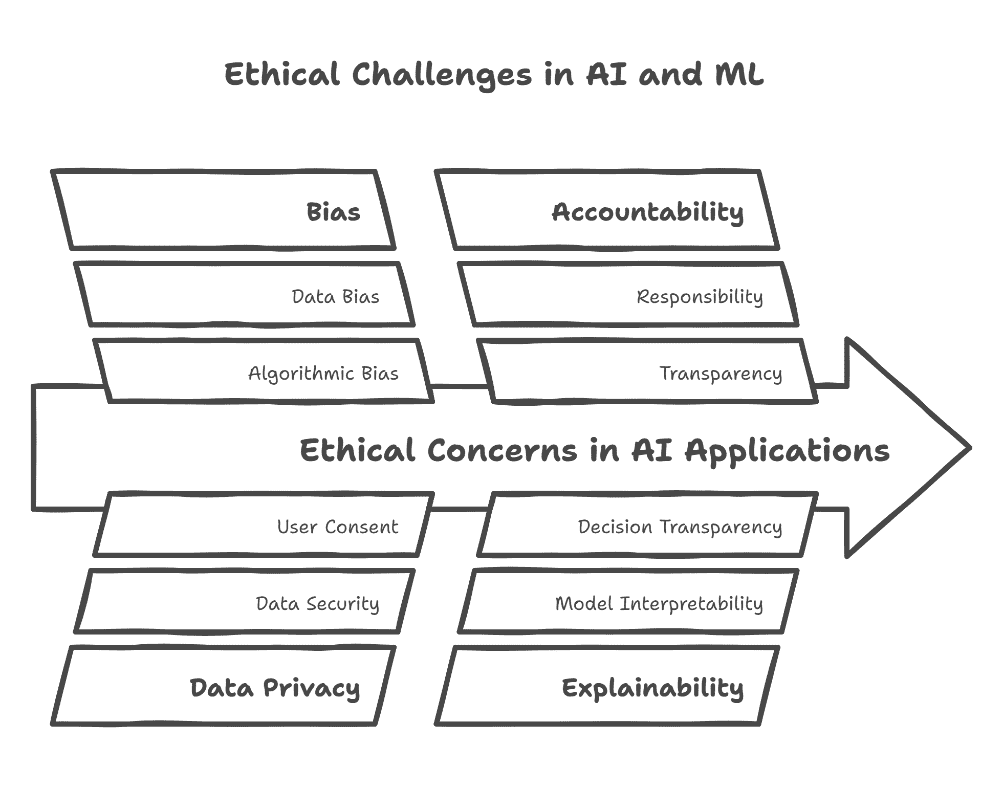 Ethical Challenges in AI and ML
Bias
Accountability
Data Bias
Responsibility
Algorithmic Bias
Transparency
Ethical Concerns in AI Applications
User Consent
Decision Transparency
Data Security
Model Interpretability
Data Privacy
Explainability